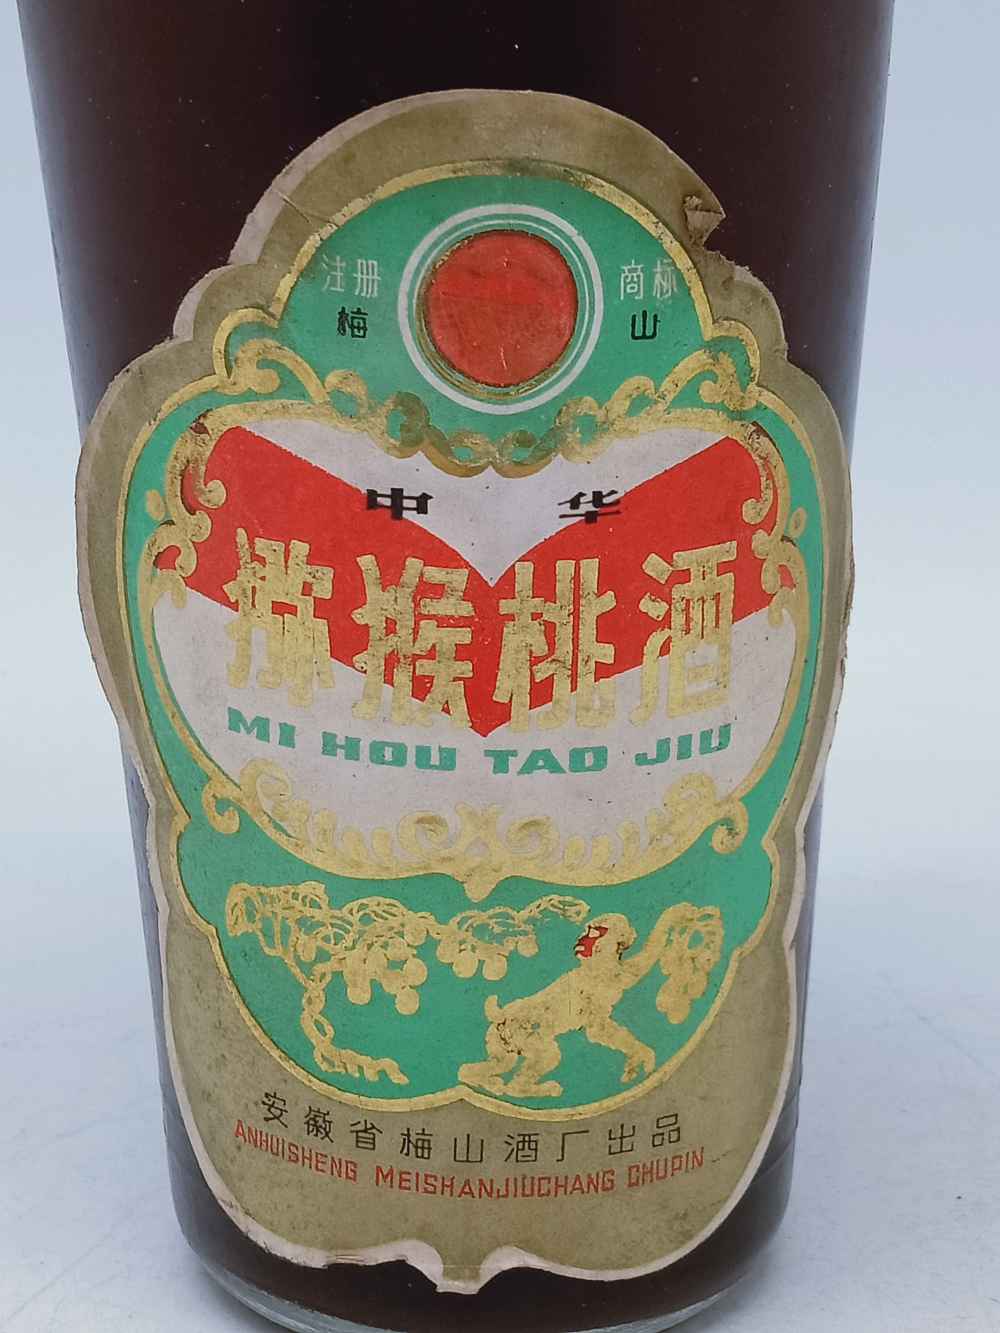 注册 商标
梅 山
中 华
猕猴桃酒
MI HOU TAO JIU
安徽省梅山酒厂出品
ANHUISHENG MEISHANJIUCHANG CHUPIN